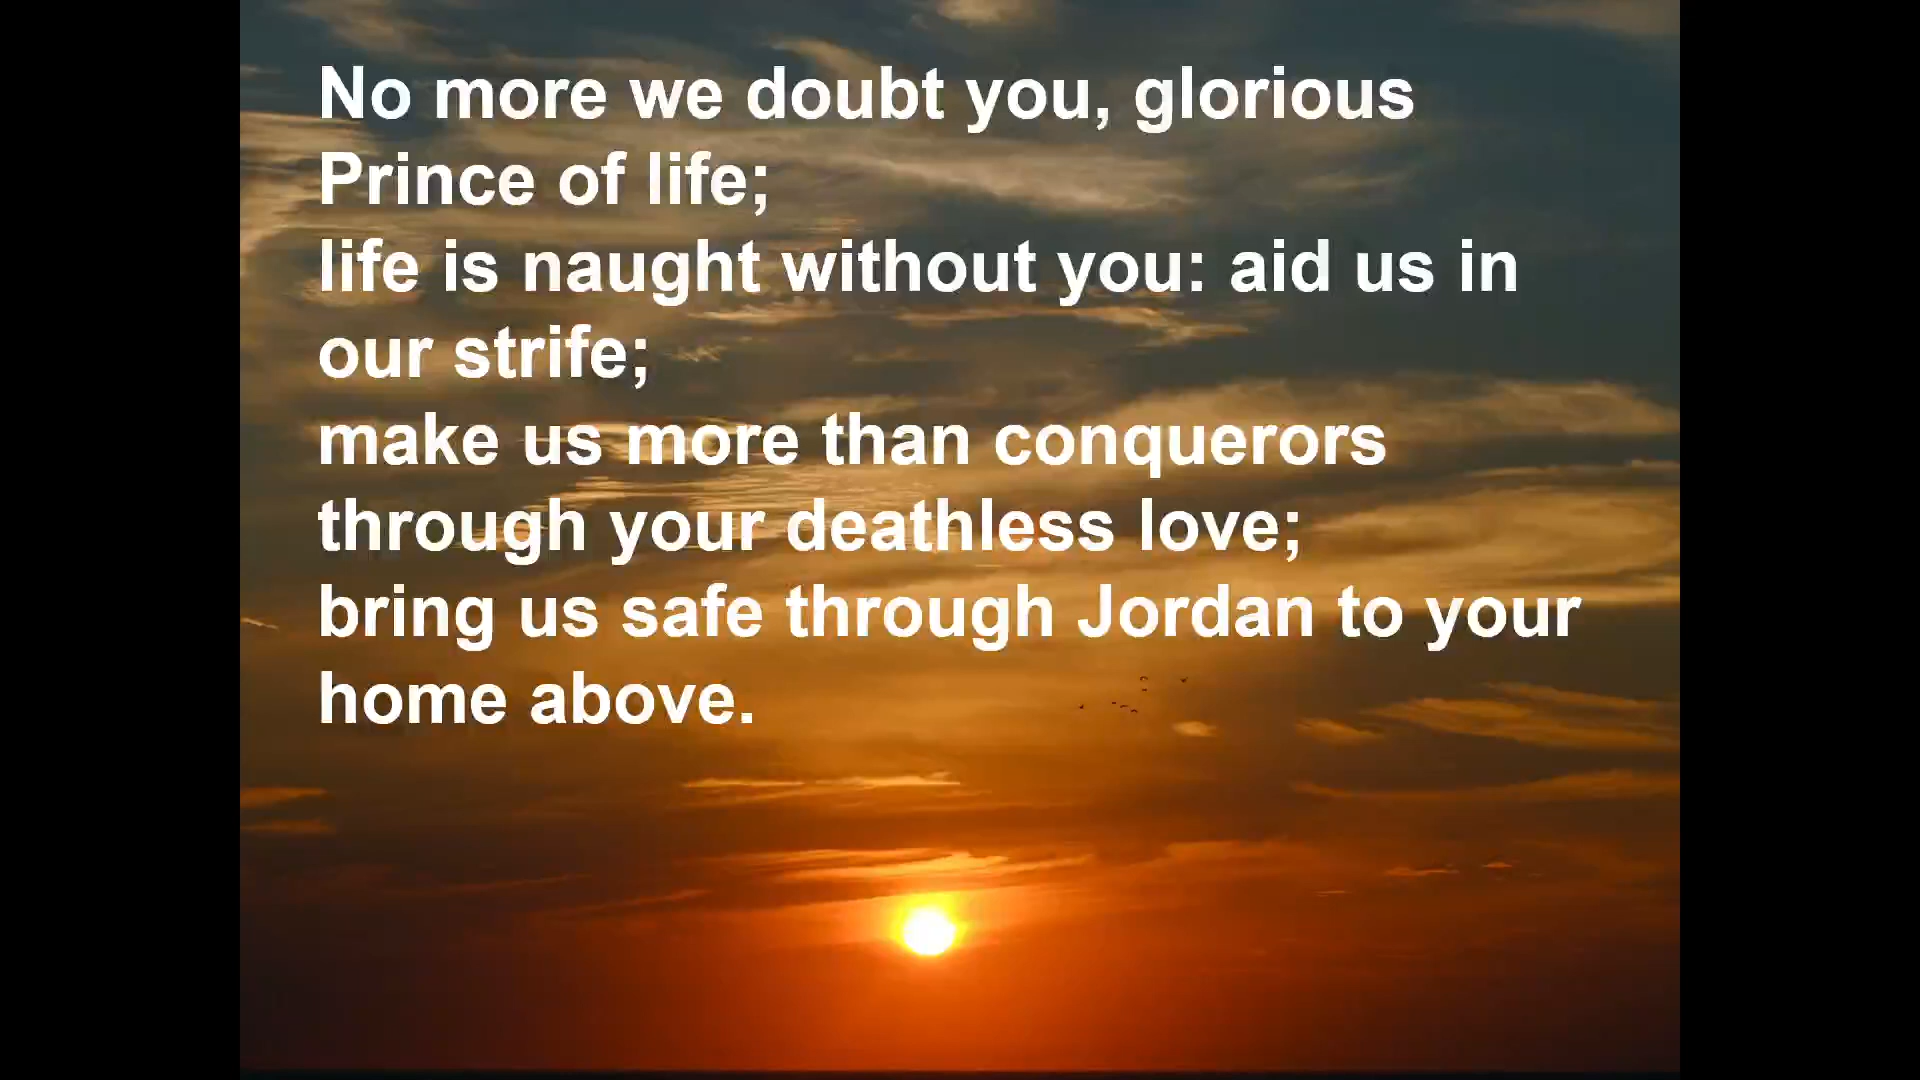 No more we doubt you, glorious
Prince of life;
life is naught without you: aid us in
our strife;
make us more than conquerors
through your deathless love;
bring us safe through Jordan to your
home above.